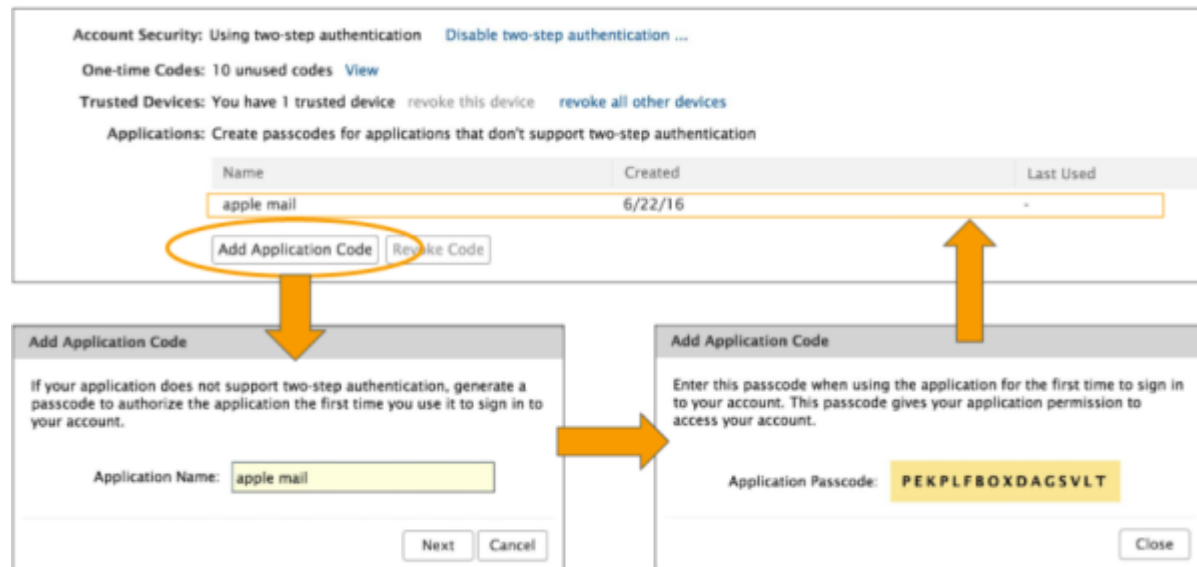 Account Security: Using two-step authentication Disable two-step authentication ...
One-time Codes: 10 unused codes View
Trusted Devices: You have 1 trusted device revoke this device revoke all other devices
Applications: Create passcodes for applications that don't support two-step authentication
Name Created Last Used
apple mail 6/22/16 -
Add Application Code Revoke Code
Add Application Code
If your application does not support two-step authentication, generate a
passcode to authorize the application the first time you use it to sign in to
your account.
Application Name: apple mail
Next Cancel
Add Application Code
Enter this passcode when using the application for the first time to sign in
to your account. This passcode gives your application permission to
access your account.
Application Passcode: PEKPLFBOXDAGSVLT
Close